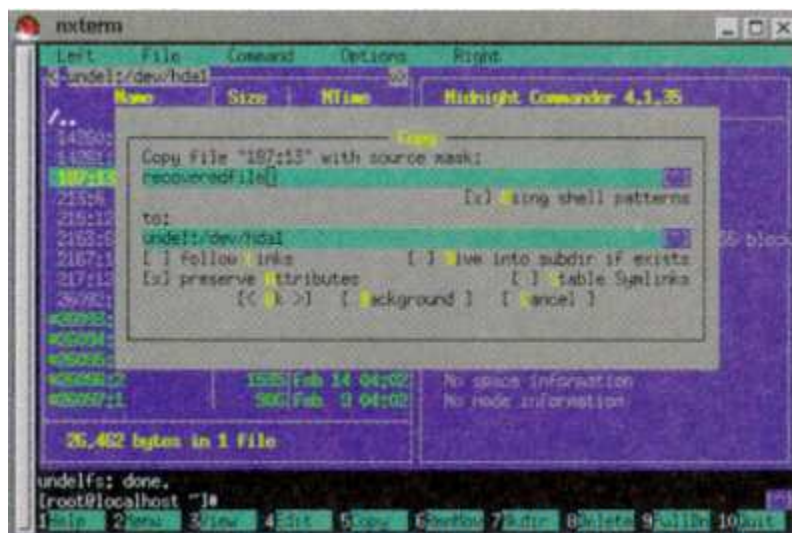 nxterm
Left File Command Options Right
undel:/dev/hda1
Name Size MTime Midnight Commander 4.1.35
/..
Copy
Copy file "187:13" with source mask:
recoveredfile
[x] Using shell patterns
to:
undel:/dev/hda1
[ ] follow Links [ ] Dive into subdir if exists
[x] preserve Attributes [ ] Stable Symlinks
[< Ok >] [ Background ] [ Cancel ]
1535 Feb 14 04:02 No space information
906 Feb 9 04:02 No node information
26,462 bytes in 1 file
undelfs: done.
[root@localhost ~]#
1Help 2Menu 3View 4Edit 5Copy 6RenMov 7Mkdir 8Delete 9PullDn 10Quit